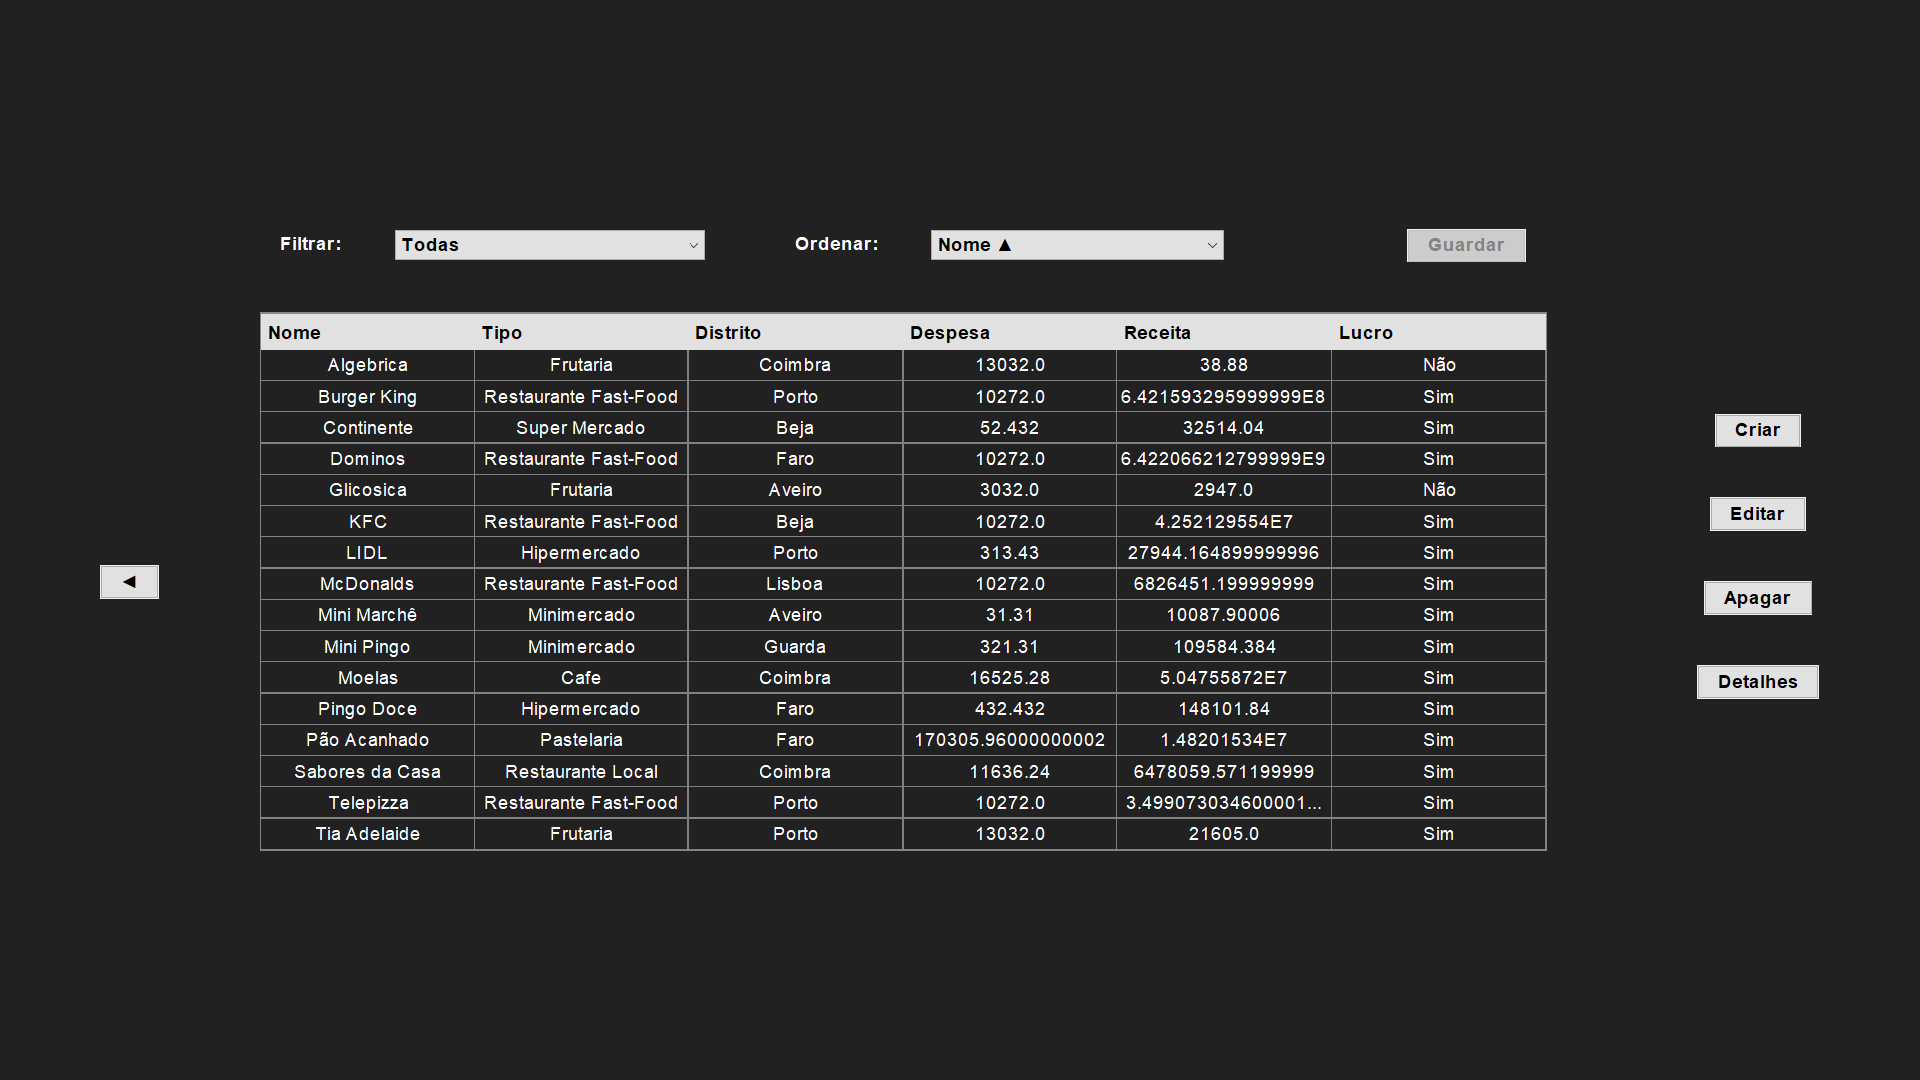 Filtrar: Todas Ordenar: Nome ▲ Guardar
Nome Tipo Distrito Despesa Receita Lucro
Algebrica Frutaria Coimbra 13032.0 38.88 Não
Burger King Restaurante Fast-Food Porto 10272.0 6.421593295999999E8 Sim
Continente Super Mercado Beja 52.432 32514.04 Sim
Criar
Dominos Restaurante Fast-Food Faro 10272.0 6.422066212799999E9 Sim
Glicosica Frutaria Aveiro 3032.0 2947.0 Não
Editar
KFC Restaurante Fast-Food Beja 10272.0 4.252129554E7 Sim
LIDL Hipermercado Porto 313.43 27944.164899999996 Sim
◄
McDonalds Restaurante Fast-Food Lisboa 10272.0 6826451.199999999 Sim
Apagar
Mini Marchê Minimercado Aveiro 31.31 10087.90006 Sim
Mini Pingo Minimercado Guarda 321.31 109584.384 Sim
Moelas Cafe Coimbra 16525.28 5.04755872E7 Sim
Detalhes
Pingo Doce Hipermercado Faro 432.432 148101.84 Sim
Pão Acanhado Pastelaria Faro 170305.96000000002 1.48201534E7 Sim
Sabores da Casa Restaurante Local Coimbra 11636.24 6478059.571199999 Sim
Telepizza Restaurante Fast-Food Porto 10272.0 3.499073034600001... Sim
Tia Adelaide Frutaria Porto 13032.0 21605.0 Sim